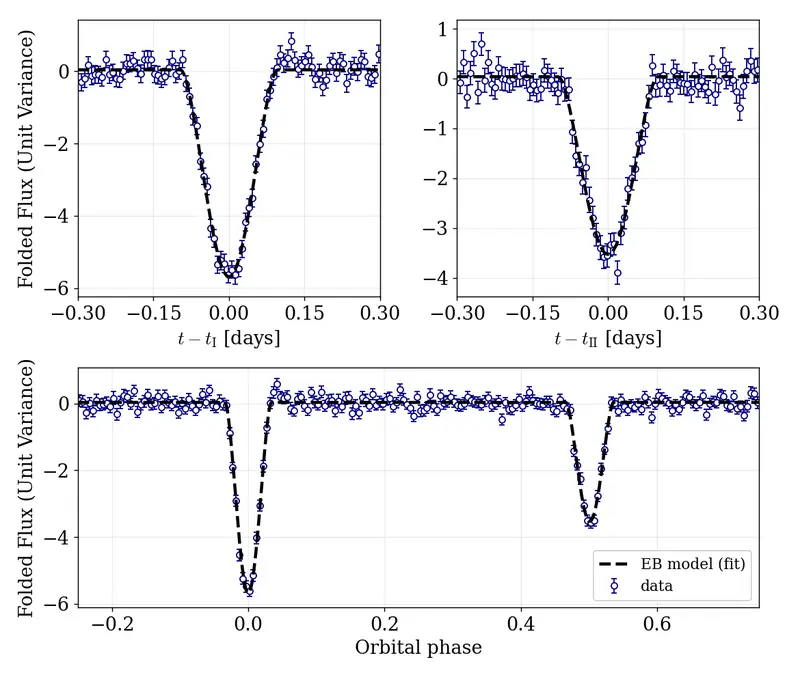 Folded Flux (Unit Variance)
0
−2
−4
−6
−0.30 −0.15 0.00 0.15 0.30
t − tI [days]
1
0
−1
−2
−3
−4
−0.30 −0.15 0.00 0.15 0.30
t − tII [days]
Folded Flux (Unit Variance)
0
−2
−4
−6
EB model (fit)
data
−0.2 0.0 0.2 0.4 0.6
Orbital phase